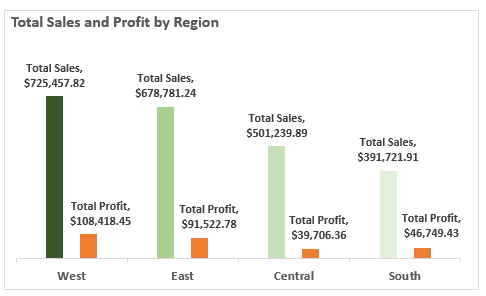 Total Sales and Profit by Region
Total Sales,
$725,457.82
Total Profit,
$108,418.45
Total Sales,
$678,781.24
Total Profit,
$91,522.78
Total Sales,
$501,239.89
Total Profit,
$39,706.36
Total Sales,
$391,721.91
Total Profit,
$46,749.43
West
East
Central
South